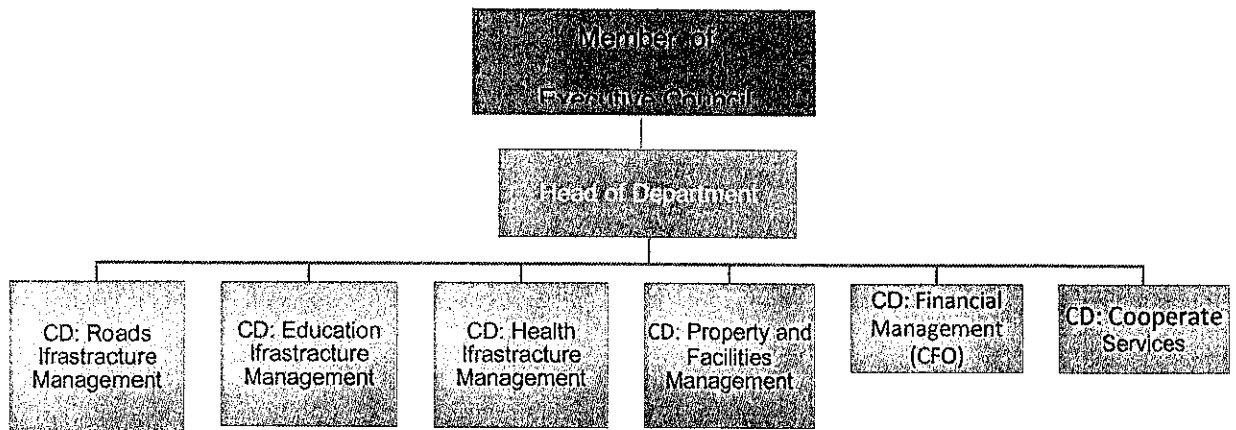 Member of
Executive Council
Head of Department
CD: Roads
Ifrastracture
Management
CD: Education
Ifrastracture
Management
CD: Health
Ifrastracture
Management
CD: Property and
Facilities
Management
CD: Financial
Management
(CFO)
CD: Cooperate
Services